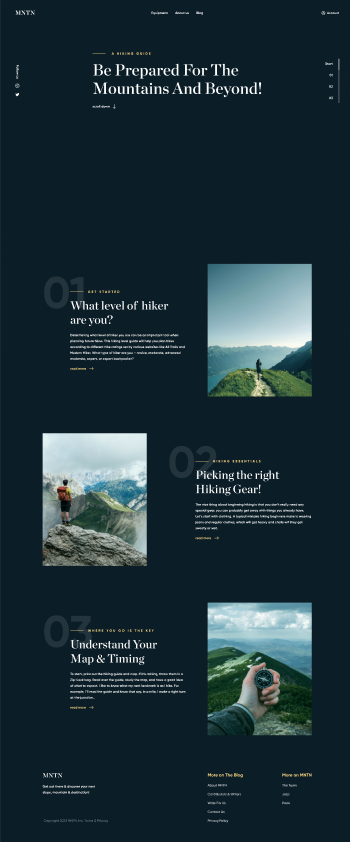 MNTN
Equipment About us Blog
Account
A HIKING GUIDE
Be Prepared For The
Mountains And Beyond!
scroll down
Follow us
Start
01
02
03
01
GET STARTED
What level of hiker
are you?
Determining what level of hiker you are can be an important tool when
planning future hikes. This hiking level guide will help you plan hikes
according to different hike ratings set by various websites like All Trails and
Modern Hiker. What type of hiker are you – novice, moderate, advanced
moderate, expert, or expert backpacker?
read more
02
HIKING ESSENTIALS
Picking the right
Hiking Gear!
The nice thing about beginning hiking is that you don't really need any
special gear, you can probably get away with things you already have.
Let's start with clothing. A typical mistake hiking beginners make is wearing
jeans and regular clothes, which will get heavy and chafe wif they get
sweaty or wet.
read more
03
WHERE YOU GO IS THE KEY
Understand Your
Map & Timing
To start, print out the hiking guide and map. If it's raining, throw them in a
Zip-Lock bag. Read over the guide, study the map, and have a good idea
of what to expect. I like to know what my next landmark is as I hike. For
example, I'll read the guide and know that say, in a mile, I make a right turn
at the junction..
read more
MNTN
Get out there & discover your next
slope, mountain & destination!
More on The Blog
About MNTN
Contributors & Writers
Write For Us
Contact Us
Privacy Policy
More on MNTN
The Team
Jobs
Press
Copyright 2023 MNTN, Inc. Terms & Privacy